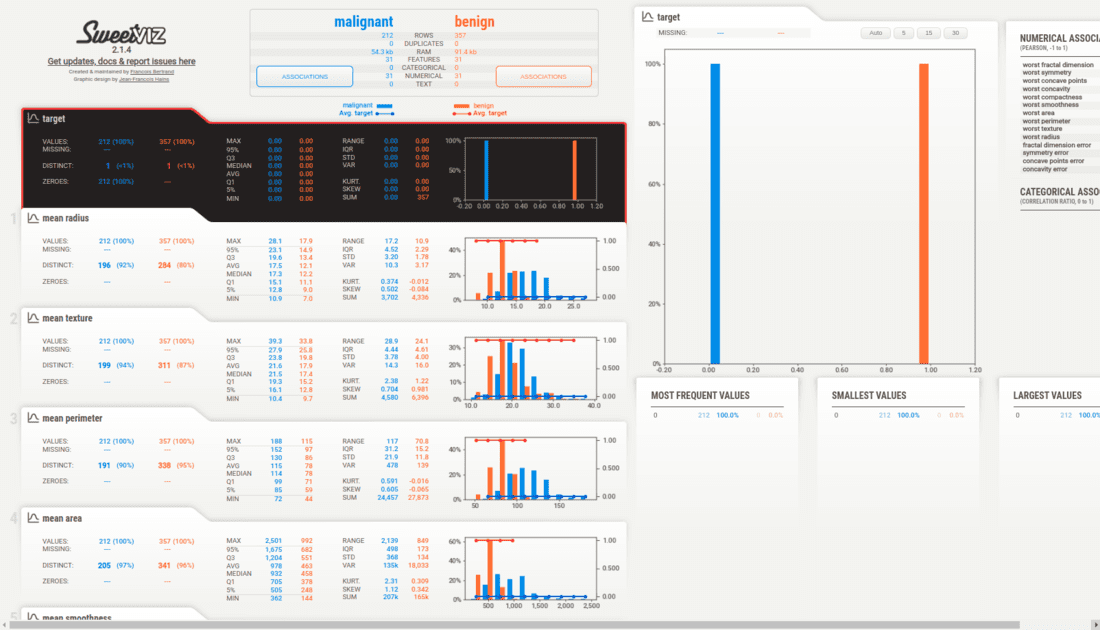 SweetVIZ
2.1.4
Get updates, docs & report issues here
Created & maintained by Francois Bertrand
Graphic design by Jean-Francois Hains
malignant benign
212 ROWS 357
0 DUPLICATES 0
54.3 kb RAM 91.4 kb
31 FEATURES 31
0 CATEGORICAL 0
31 NUMERICAL 31
0 TEXT 0
ASSOCIATIONS ASSOCIATIONS
malignant benign
Avg. target Avg. target
target
VALUES: 212 (100%) 357 (100%)
MISSING: --- ---
DISTINCT: 1 (<1%) 1 (<1%)
ZEROES: 212 (100%) ---
MAX 0.00 0.00
95% 0.00 0.00
Q3 0.00 0.00
MEDIAN 0.00 0.00
AVG 0.00 0.00
Q1 0.00 0.00
5% 0.00 0.00
MIN 0.00 0.00
RANGE 0.00 0.00
IQR 0.00 0.00
STD 0.00 0.00
VAR 0.00 0.00
KURT. 0.00 0.00
SKEW 0.00 0.00
SUM 0.00 357
100%
50%
0%
-0.20 0.00 0.20 0.40 0.60 0.80 1.00 1.20
1 mean radius
VALUES: 212 (100%) 357 (100%)
MISSING: --- ---
DISTINCT: 196 (92%) 284 (80%)
ZEROES: --- ---
MAX 28.1 17.9
95% 23.1 14.9
Q3 19.6 13.4
AVG 17.5 12.1
MEDIAN 17.3 12.2
Q1 15.1 11.1
5% 12.8 9.0
MIN 10.9 7.0
RANGE 17.2 10.9
IQR 4.52 2.29
STD 3.20 1.78
VAR 10.3 3.17
KURT. 0.374 -0.012
SKEW 0.502 -0.084
SUM 3,702 4,336
40%
20%
0%
1.00
0.500
0.00
10.0 15.0 20.0 25.0
2 mean texture
VALUES: 212 (100%) 357 (100%)
MISSING: --- ---
DISTINCT: 199 (94%) 311 (87%)
ZEROES: --- ---
MAX 39.3 33.8
95% 27.9 25.8
Q3 23.8 19.8
AVG 21.6 17.9
MEDIAN 21.5 17.4
Q1 19.3 15.2
5% 16.1 12.8
MIN 10.4 9.7
RANGE 28.9 24.1
IQR 4.44 4.61
STD 3.78 4.00
VAR 14.3 16.0
KURT. 2.38 1.22
SKEW 0.704 0.981
SUM 4,580 6,396
30%
20%
10%
0%
1.00
0.500
0.00
10.0 20.0 30.0 40.0
3 mean perimeter
VALUES: 212 (100%) 357 (100%)
MISSING: --- ---
DISTINCT: 191 (90%) 338 (95%)
ZEROES: --- ---
MAX 188 115
95% 152 97
Q3 130 86
AVG 115 78
MEDIAN 114 78
Q1 99 71
5% 85 59
MIN 72 44
RANGE 117 70.8
IQR 31.2 15.2
STD 21.9 11.8
VAR 478 139
KURT. 0.591 -0.016
SKEW 0.605 -0.065
SUM 24,457 27,873
40%
20%
0%
1.00
0.500
0.00
50 100 150
4 mean area
VALUES: 212 (100%) 357 (100%)
MISSING: --- ---
DISTINCT: 205 (97%) 341 (96%)
ZEROES: --- ---
MAX 2,501 992
95% 1,675 682
Q3 1,204 551
AVG 978 463
MEDIAN 932 458
Q1 705 378
5% 505 248
MIN 362 144
RANGE 2,139 849
IQR 498 173
STD 368 134
VAR 135k 18,033
KURT. 2.31 0.309
SKEW 1.12 0.342
SUM 207k 165k
60%
40%
20%
0%
1.00
0.500
0.00
500 1,000 1,500 2,000 2,500
5 mean smoothness
target
MISSING: --- ---
Auto 5 15 30
100%
80%
60%
40%
20%
0%
-0.20 0.00 0.20 0.40 0.60 0.80 1.00 1.20
MOST FREQUENT VALUES
0 212 100.0% 0 0.0%
SMALLEST VALUES
0 212 100.0% 0 0.0%
LARGEST VALUES
0 212 100.0%
NUMERICAL ASSOCIA
(PEARSON, -1 to 1)
worst fractal dimension
worst symmetry
worst concave points
worst concavity
worst compactness
worst smoothness
worst area
worst perimeter
worst texture
worst radius
fractal dimension error
symmetry error
concave points error
concavity error
CATEGORICAL ASSO
(CORRELATION RATIO, 0 to 1)